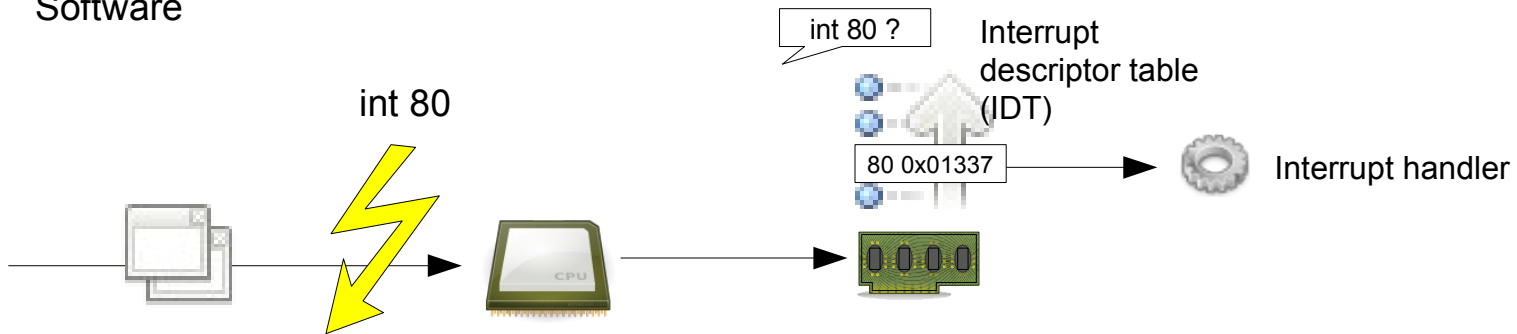 Software
int 80 ?
Interrupt
descriptor table
(IDT)
int 80
80 0x01337
Interrupt handler
CPU